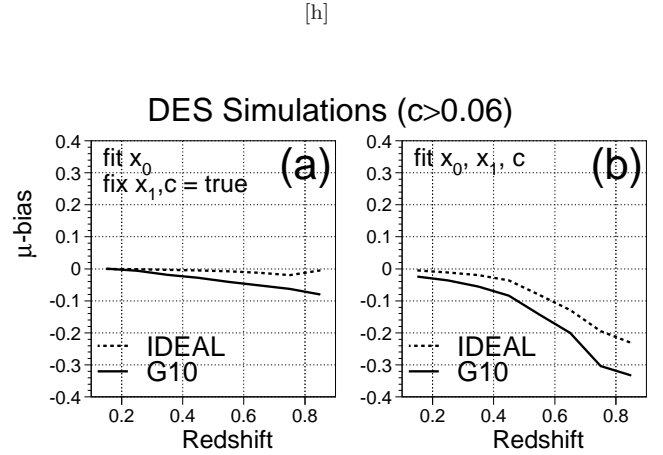 [h]
DES Simulations (c>0.06)
fit x₀
fix x₁,c = true
(a)
μ-bias
0.4
0.3
0.2
0.1
0
-0.1
-0.2
-0.3
-0.4
IDEAL
G10
0.2 0.4 0.6 0.8
Redshift
fit x₀, x₁, c
(b)
0.4
0.3
0.2
0.1
0
-0.1
-0.2
-0.3
-0.4
IDEAL
G10
0.2 0.4 0.6 0.8
Redshift